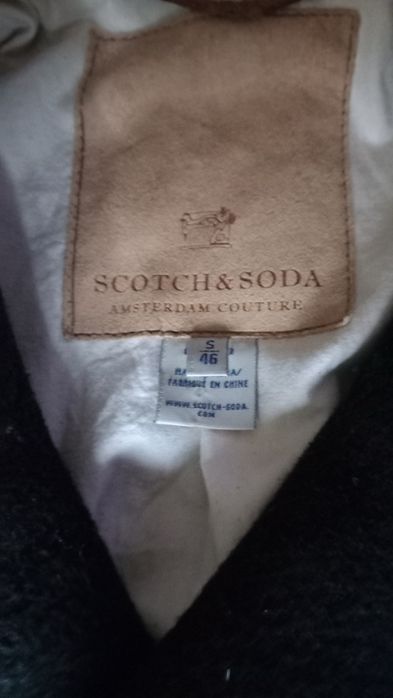 SCOTCH & SODA
AMSTERDAM COUTURE
S
46
FABRIQUÉ EN CHINE
WWW.SCOTCH-SODA.
COM